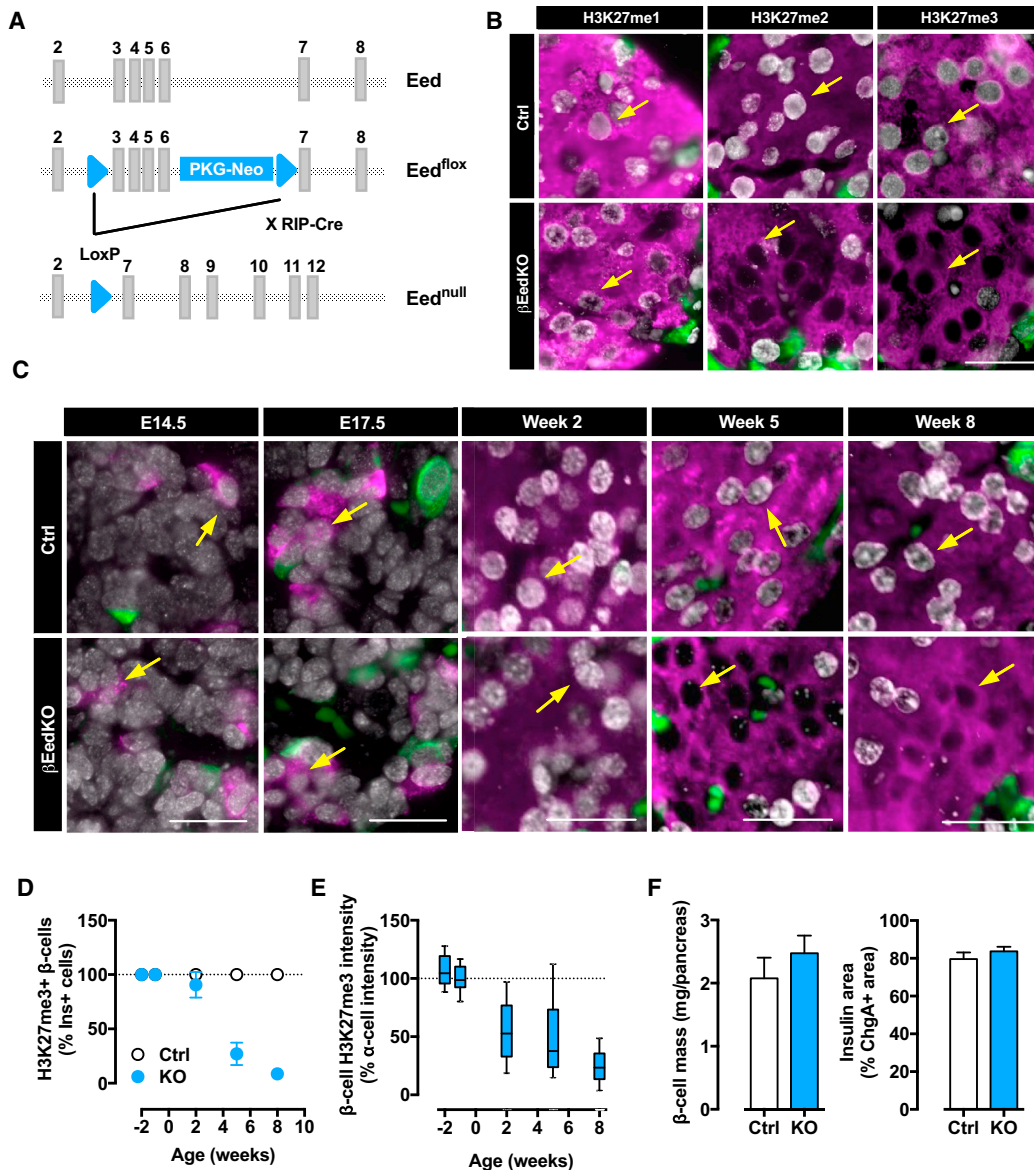 A
2 3 4 5 6 7 8
Eed
2 3 4 5 6 7 8
PKG-Neo
Eedflox
X RIP-Cre
LoxP
2 7 8 9 10 11 12
Eednull
B
H3K27me1 H3K27me2 H3K27me3
Ctrl
βEedKO
C
E14.5 E17.5 Week 2 Week 5 Week 8
Ctrl
βEedKO
D
H3K27me3+ β-cells
(% Ins+ cells)
150
100
50
0
Ctrl
KO
-2 0 2 4 6 8 10
Age (weeks)
E
β-cell H3K27me3 intensity
(% α-cell intensity)
150
100
50
0
-2 0 2 4 6 8
Age (weeks)
F
β-cell mass (mg/pancreas)
3
2
1
0
Ctrl KO
Insulin area
(% ChgA+ area)
100
80
60
40
20
0
Ctrl KO